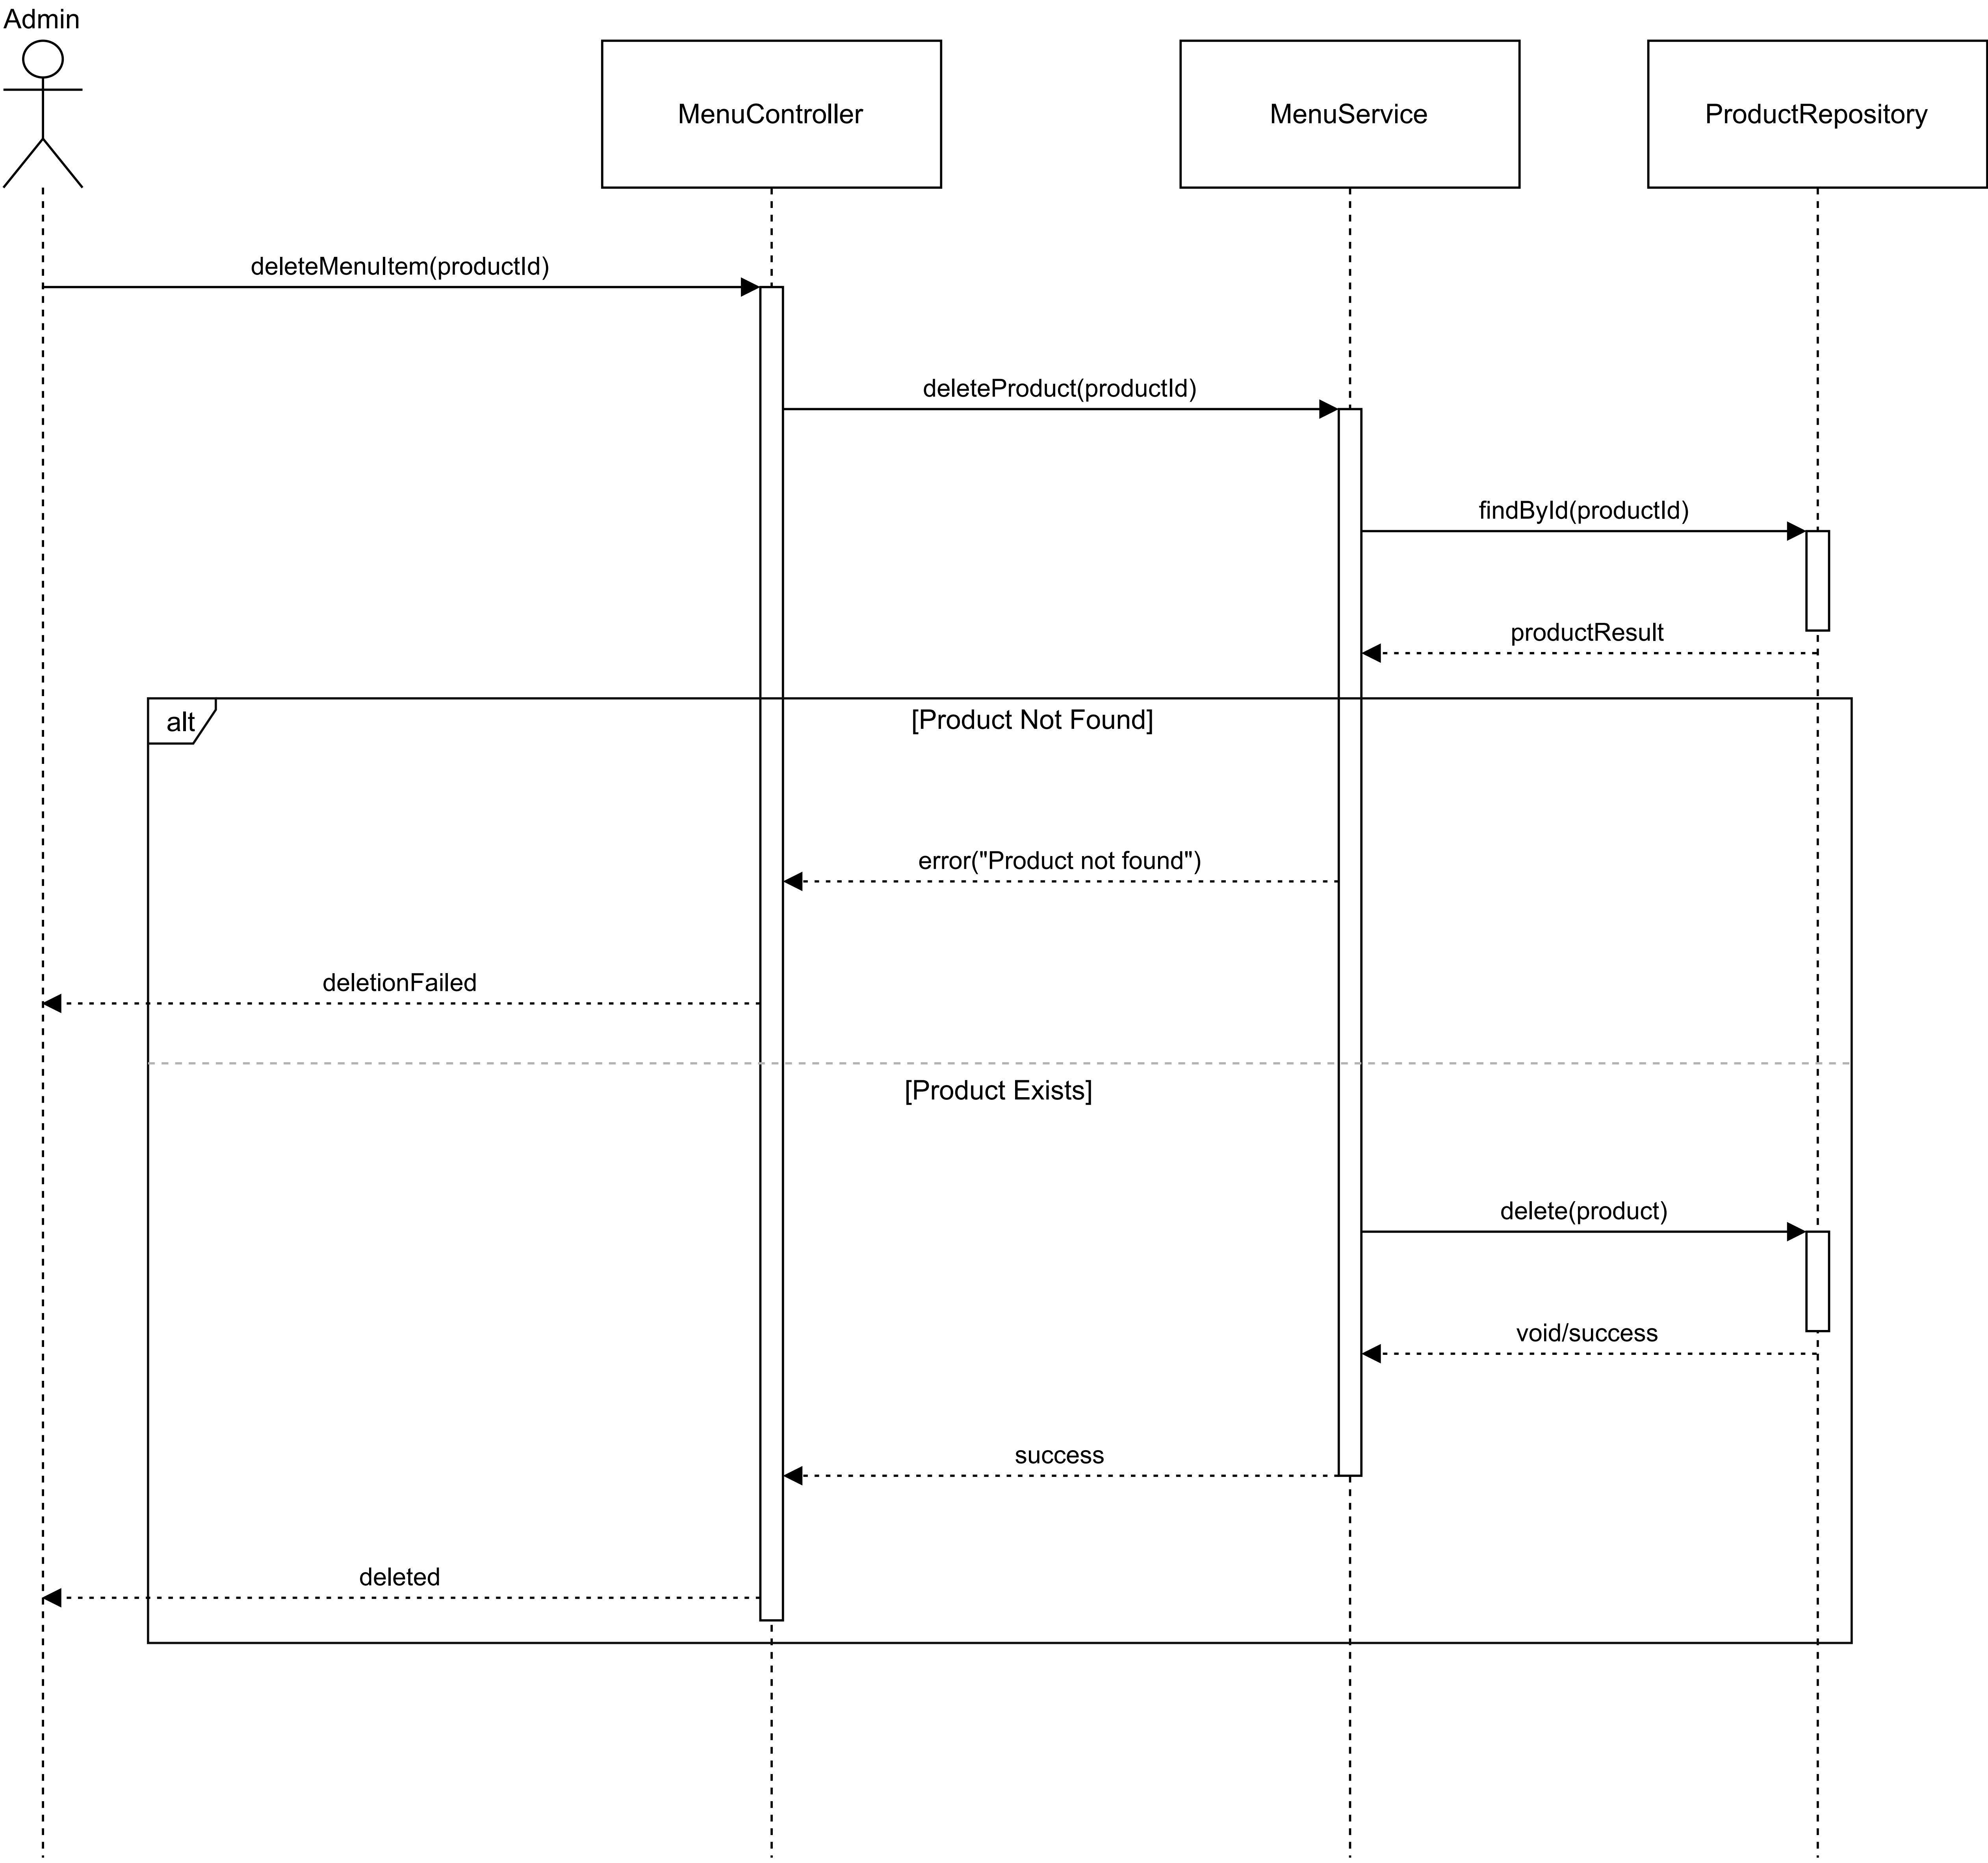 Admin
MenuController
MenuService
ProductRepository
deleteMenuItem(productId)
deleteProduct(productId)
findById(productId)
productResult
alt
[Product Not Found]
error("Product not found")
deletionFailed
[Product Exists]
delete(product)
void/success
success
deleted